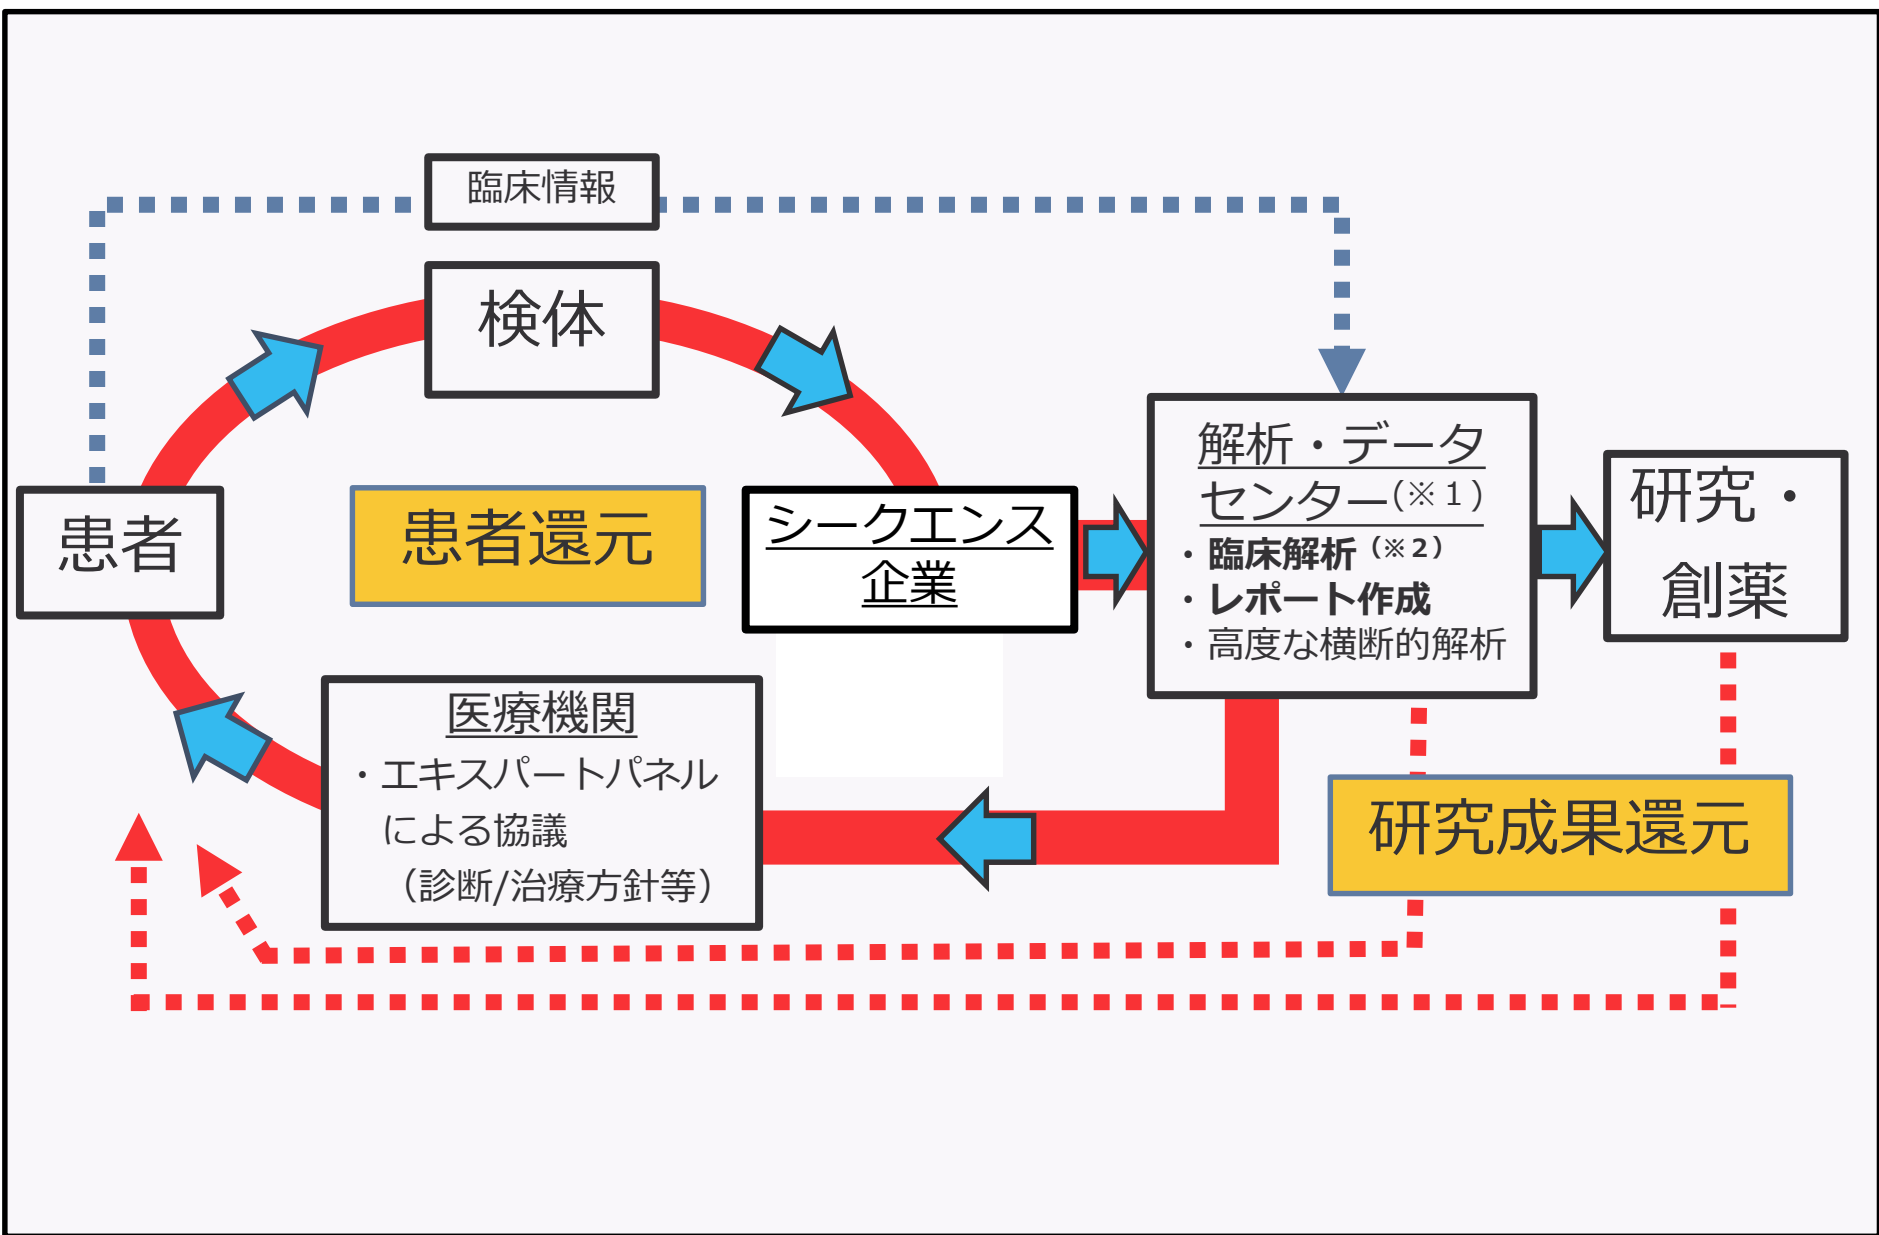 臨床情報
検体
患者
患者還元
シークエンス
企業
解析・データ
センター(※１)
・臨床解析（※２）
・レポート作成
・高度な横断的解析
研究・
創薬
医療機関
・エキスパートパネル
による協議
（診断/治療方針等）
研究成果還元